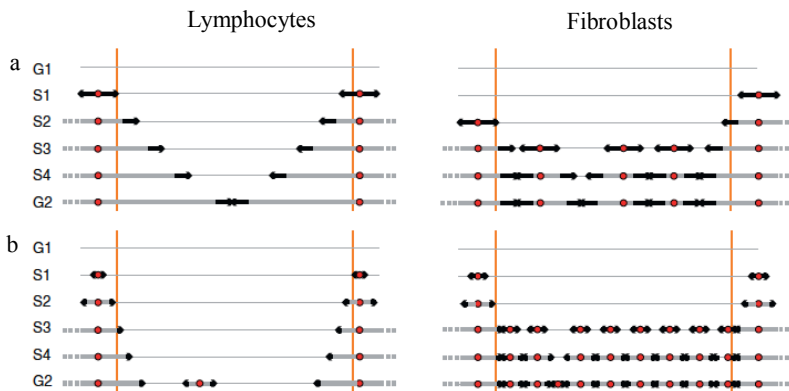 Lymphocytes
Fibroblasts
a
G1
S1
S2
S3
S4
G2
b
G1
S1
S2
S3
S4
G2